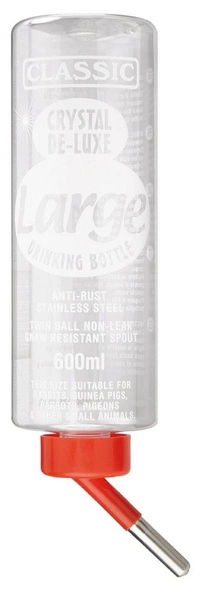 CLASSIC
CRYSTAL
DE-LUXE
Large
DRINKING BOTTLE
ANTI-RUST
STAINLESS STEEL
TWIN BALL NON-LEAK
GNAW RESISTANT SPOUT
600ml
THIS SIZE SUITABLE FOR
RABBITS, GUINEA PIGS,
PARROTS, PIGEONS
& OTHER SMALL ANIMALS.